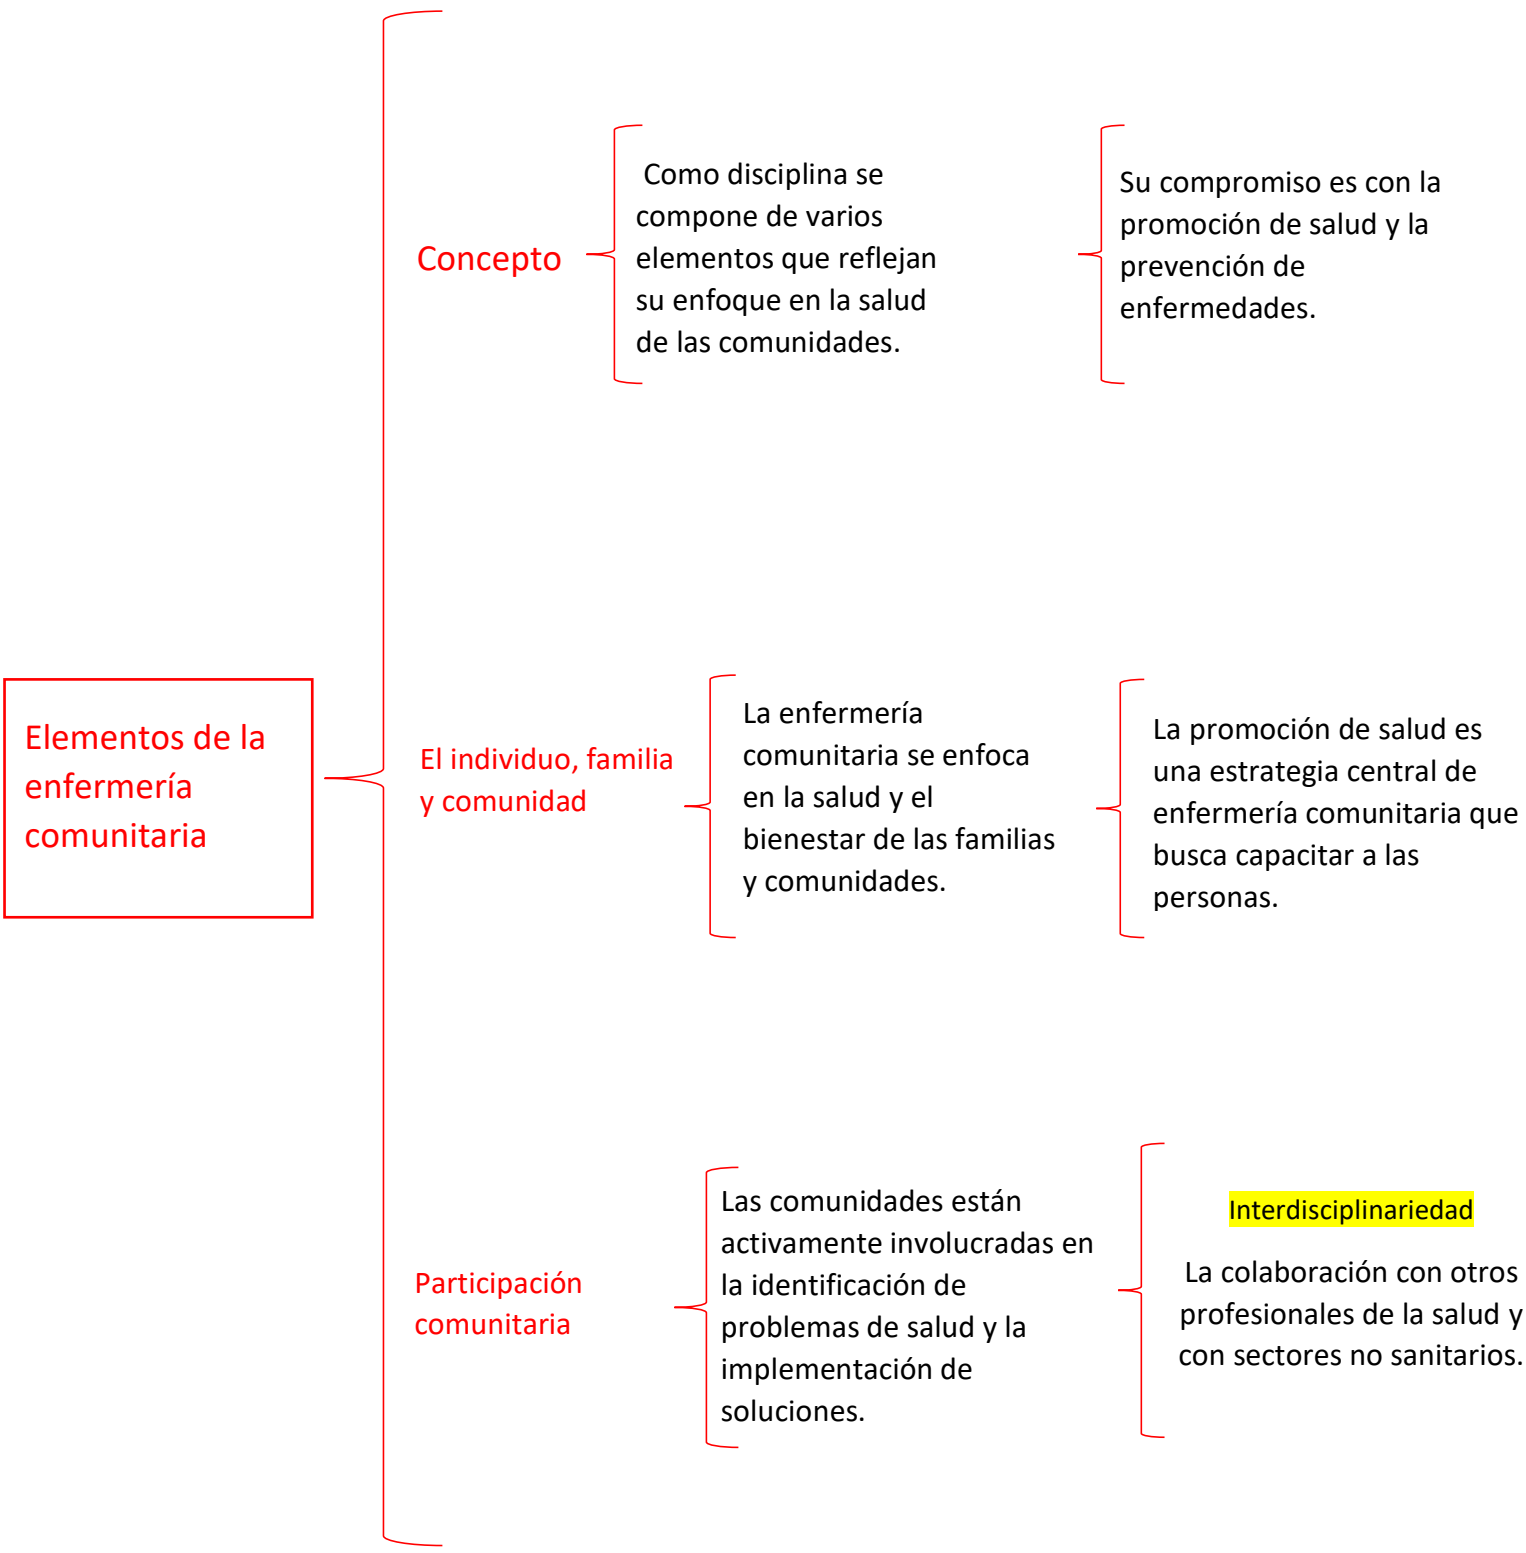 Elementos de la
enfermería
comunitaria
Concepto
Como disciplina se
compone de varios
elementos que reflejan
su enfoque en la salud
de las comunidades.
Su compromiso es con la
promoción de salud y la
prevención de
enfermedades.
El individuo, familia
y comunidad
La enfermería
comunitaria se enfoca
en la salud y el
bienestar de las familias
y comunidades.
La promoción de salud es
una estrategia central de
enfermería comunitaria que
busca capacitar a las
personas.
Participación
comunitaria
Las comunidades están
activamente involucradas en
la identificación de
problemas de salud y la
implementación de
soluciones.
Interdisciplinariedad
La colaboración con otros
profesionales de la salud y
con sectores no sanitarios.